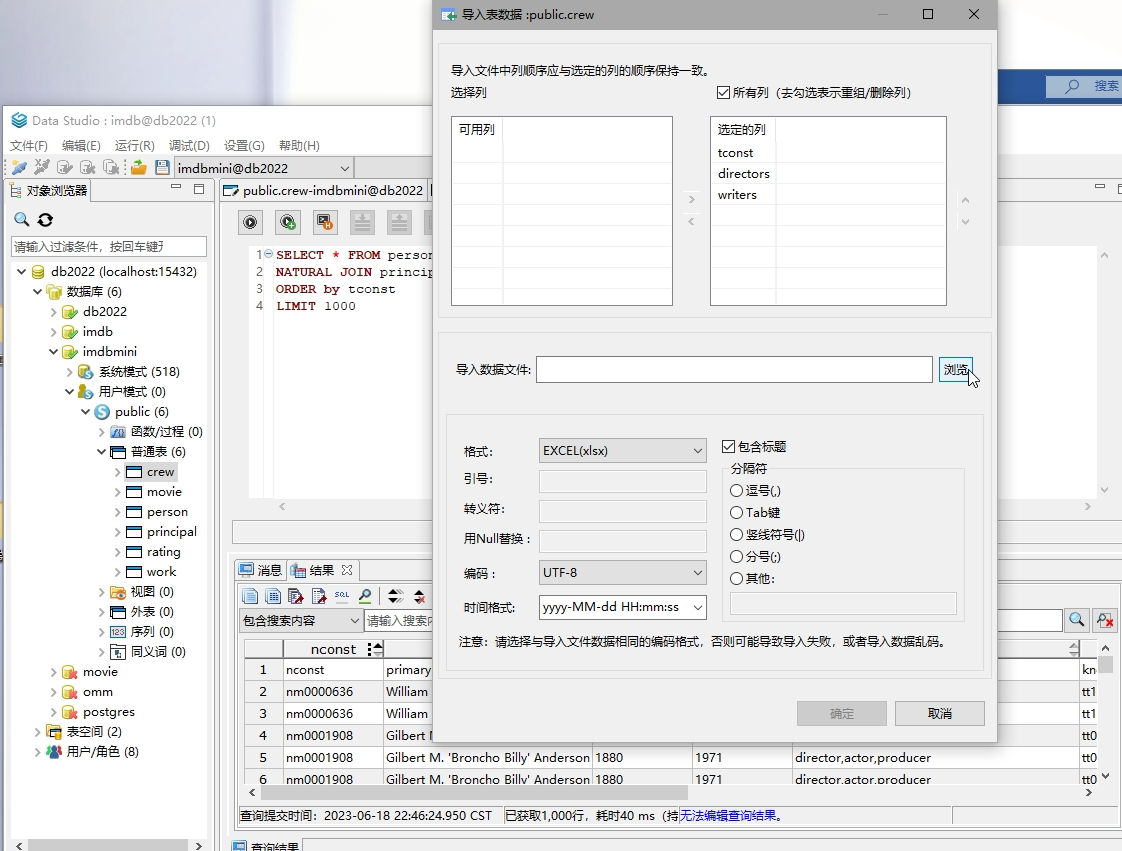 导入表数据 :public.crew
导入文件中列顺序应与选定的列的顺序保持一致。
选择列
所有列（去勾选表示重组/删除列）
可用列
选定的列
tconst
directors
writers
导入数据文件:
浏览
格式:
EXCEL(xlsx)
包含标题
引号:
分隔符
逗号(,)
转义符:
Tab键
用Null替换 :
竖线符号(|)
分号(;)
编码 :
UTF-8
其他:
时间格式:
yyyy-MM-dd HH:mm:ss
注意：请选择与导入文件数据相同的编码格式，否则可能导致导入失败，或者导入数据乱码。
确定
取消
搜索
Data Studio : imdb@db2022 (1)
文件(F) 编辑(E) 运行(R) 调试(D) 设置(G) 帮助(H)
imdbmini@db2022
对象浏览器
请输入过滤条件，按回车键
db2022 (localhost:15432)
数据库 (6)
db2022
imdb
imdbmini
系统模式 (518)
用户模式 (0)
public (6)
函数/过程 (0)
普通表 (6)
crew
movie
person
principal
rating
work
视图 (0)
外表 (0)
序列 (0)
同义词 (0)
movie
omm
postgres
表空间 (2)
用户/角色 (8)
public.crew-imdbmini@db2022
1 SELECT * FROM person
2 NATURAL JOIN princip
3 ORDER by tconst
4 LIMIT 1000
消息 结果
SQL
包含搜索内容 请输入搜索内
nconst
1 nconst primary kn
2 nm0000636 William tt1
3 nm0000636 William tt1
4 nm0001908 Gilbert M tt0
5 nm0001908 Gilbert M. 'Broncho Billy' Anderson 1880 1971 director,actor,producer tt0
6 nm0001908 Gilbert M. 'Broncho Billy' Anderson 1880 1971 director,actor,producer tt0
查询提交时间：2023-06-18 22:46:24.950 CST 已获取1,000行，耗时40 ms（持 无法编辑查询结果。
查询结果